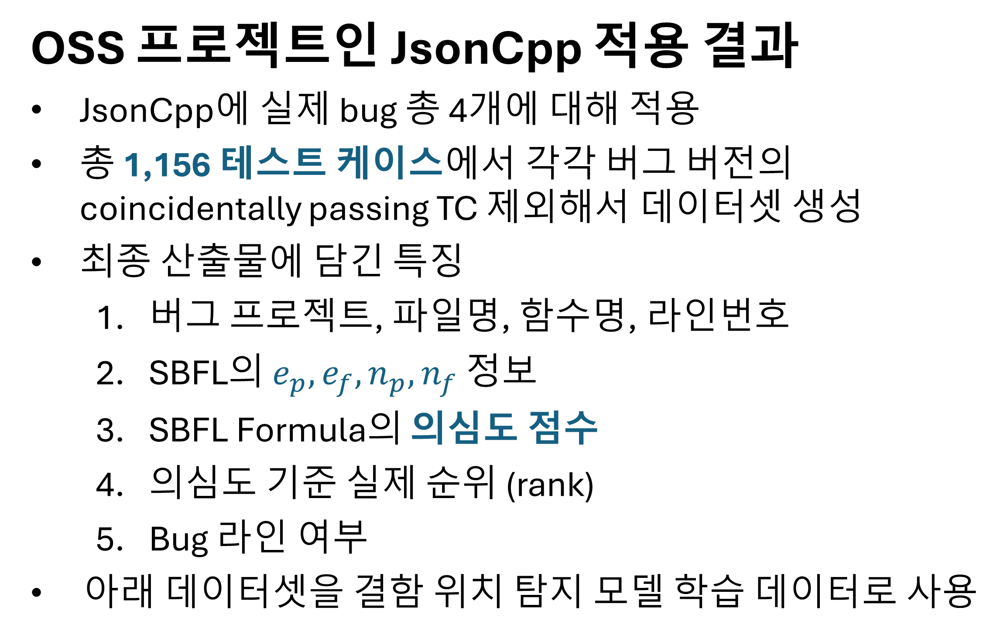 OSS 프로젝트인 JsonCpp 적용 결과
• JsonCpp에 실제 bug 총 4개에 대해 적용
• 총 1,156 테스트 케이스에서 각각 버그 버전의
coincidentally passing TC 제외해서 데이터셋 생성
• 최종 산출물에 담긴 특징
1. 버그 프로젝트, 파일명, 함수명, 라인번호
2. SBFL의 e_p, e_f, n_p, n_f 정보
3. SBFL Formula의 의심도 점수
4. 의심도 기준 실제 순위 (rank)
5. Bug 라인 여부
• 아래 데이터셋을 결함 위치 탐지 모델 학습 데이터로 사용